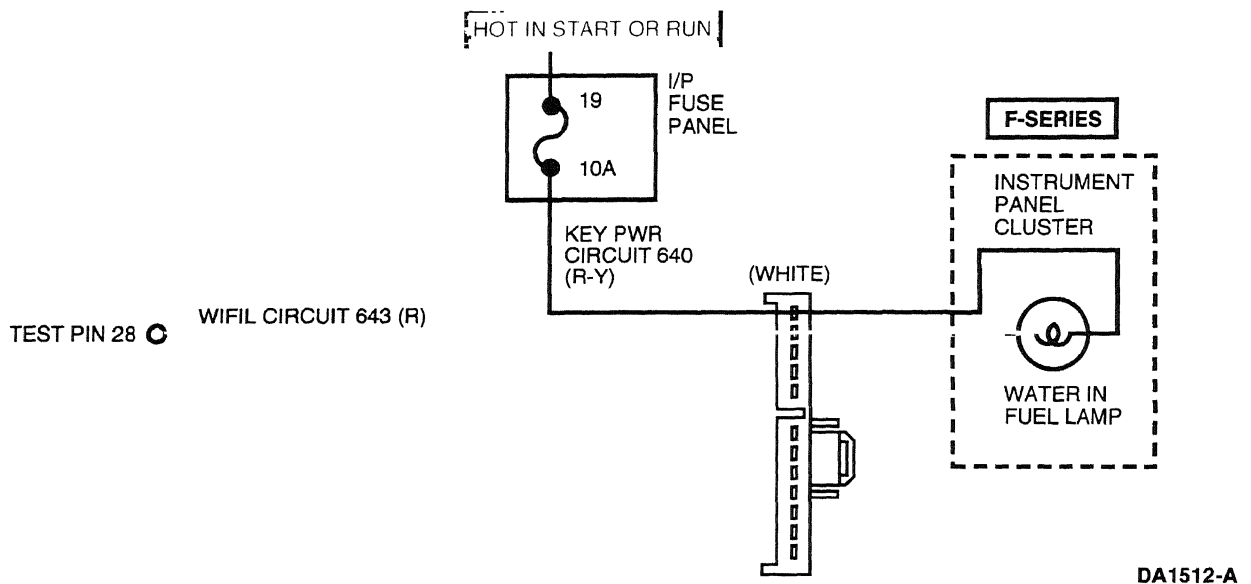 HOT IN START OR RUN
I/P
FUSE
PANEL
19
10A
F-SERIES
INSTRUMENT
PANEL
CLUSTER
KEY PWR
CIRCUIT 640
(R-Y)
(WHITE)
TEST PIN 28
WIFIL CIRCUIT 643 (R)
WATER IN
FUEL LAMP
DA1512-A